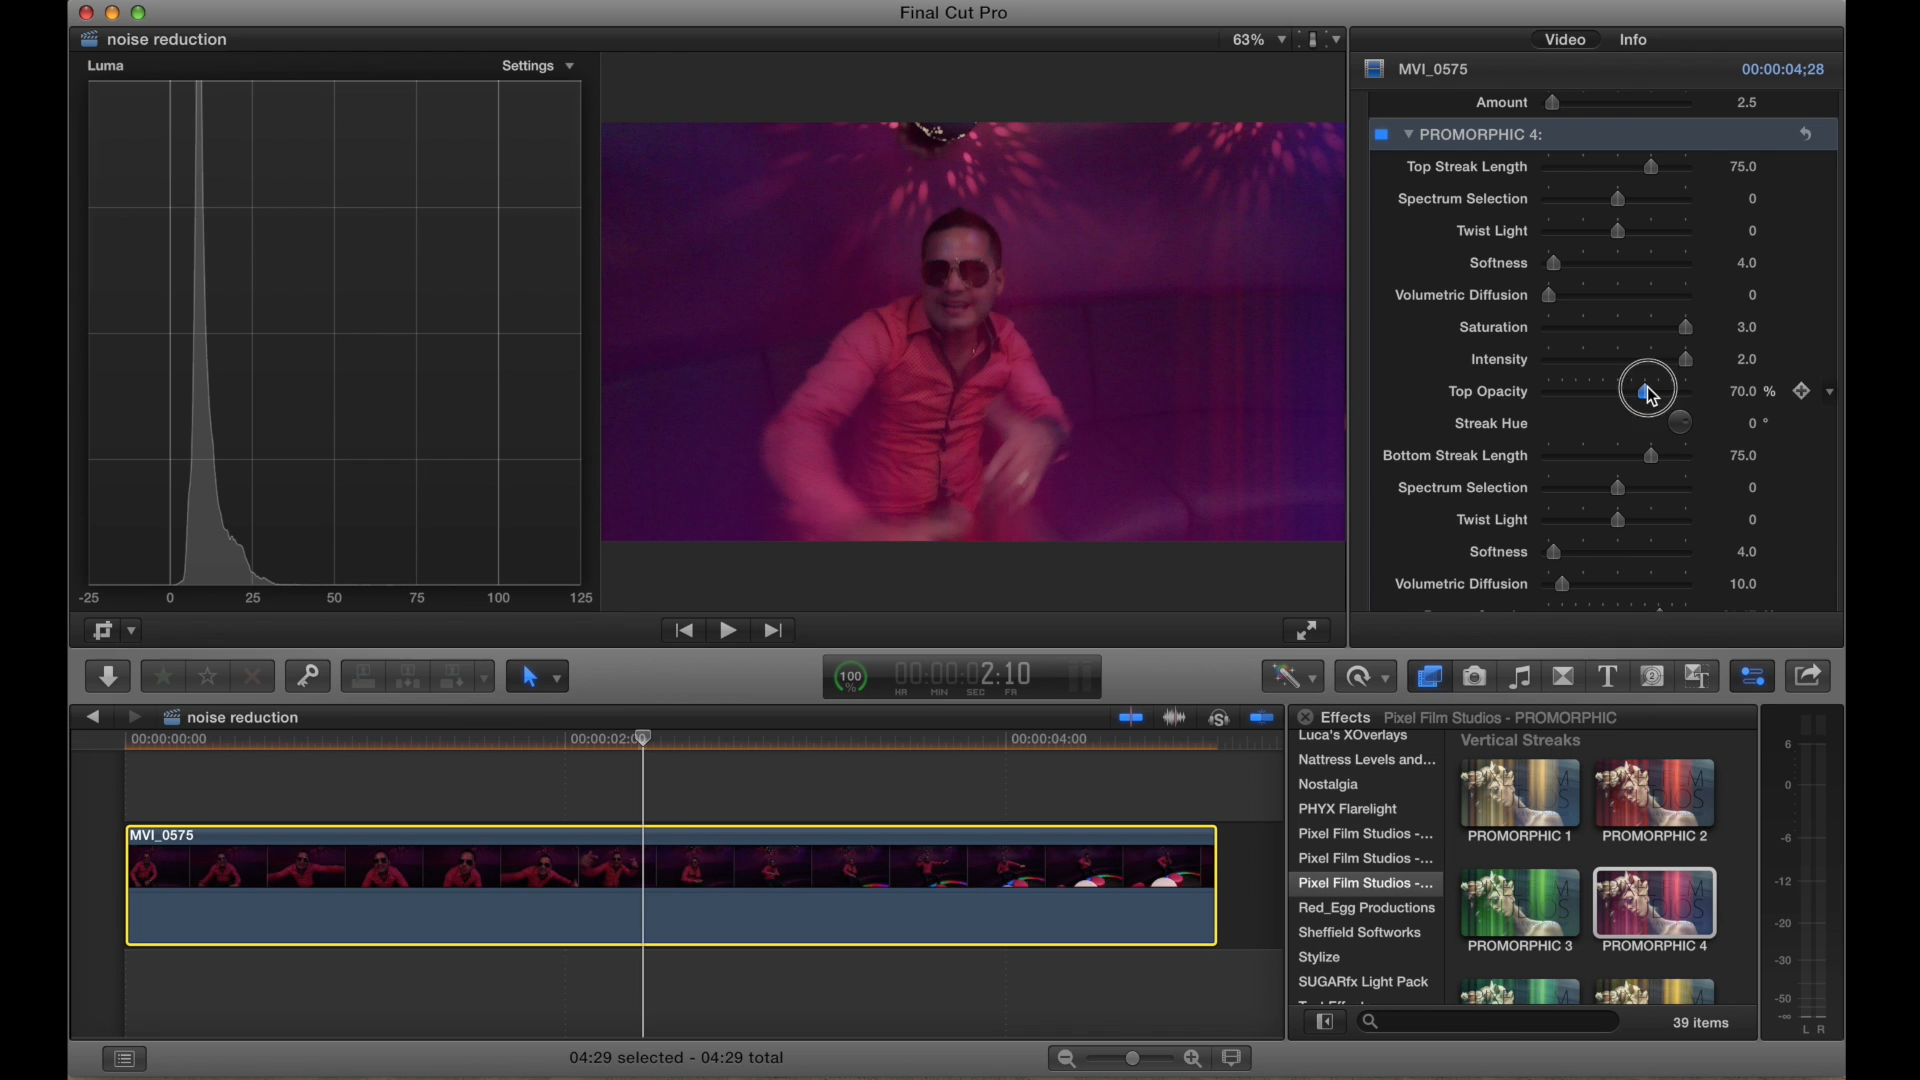 Final Cut Pro
noise reduction
63%
Video
Info
Luma
Settings
MVI_0575
00:00:04;28
Amount
2.5
PROMORPHIC 4:
Top Streak Length
75.0
Spectrum Selection
0
Twist Light
0
Softness
4.0
Volumetric Diffusion
0
Saturation
3.0
Intensity
2.0
Top Opacity
70.0 %
Streak Hue
0 °
Bottom Streak Length
75.0
Spectrum Selection
0
Twist Light
0
Softness
4.0
Volumetric Diffusion
10.0
-25 0 25 50 75 100 125
100 %
00:00:02:10
HR MIN SEC FR
noise reduction
Effects
Pixel Film Studios - PROMORPHIC
00:00:00:00
00:00:02:00
00:00:04:00
MVI_0575
Luca's XOverlays
Nattress Levels and...
Nostalgia
PHYX Flarelight
Pixel Film Studios -...
Pixel Film Studios -...
Pixel Film Studios -...
Red_Egg Productions
Sheffield Softworks
Stylize
SUGARfx Light Pack
Vertical Streaks
PROMORPHIC 1
PROMORPHIC 2
PROMORPHIC 3
PROMORPHIC 4
39 items
6
0
-6
-12
-20
-30
-50
-∞
L R
04:29 selected - 04:29 total